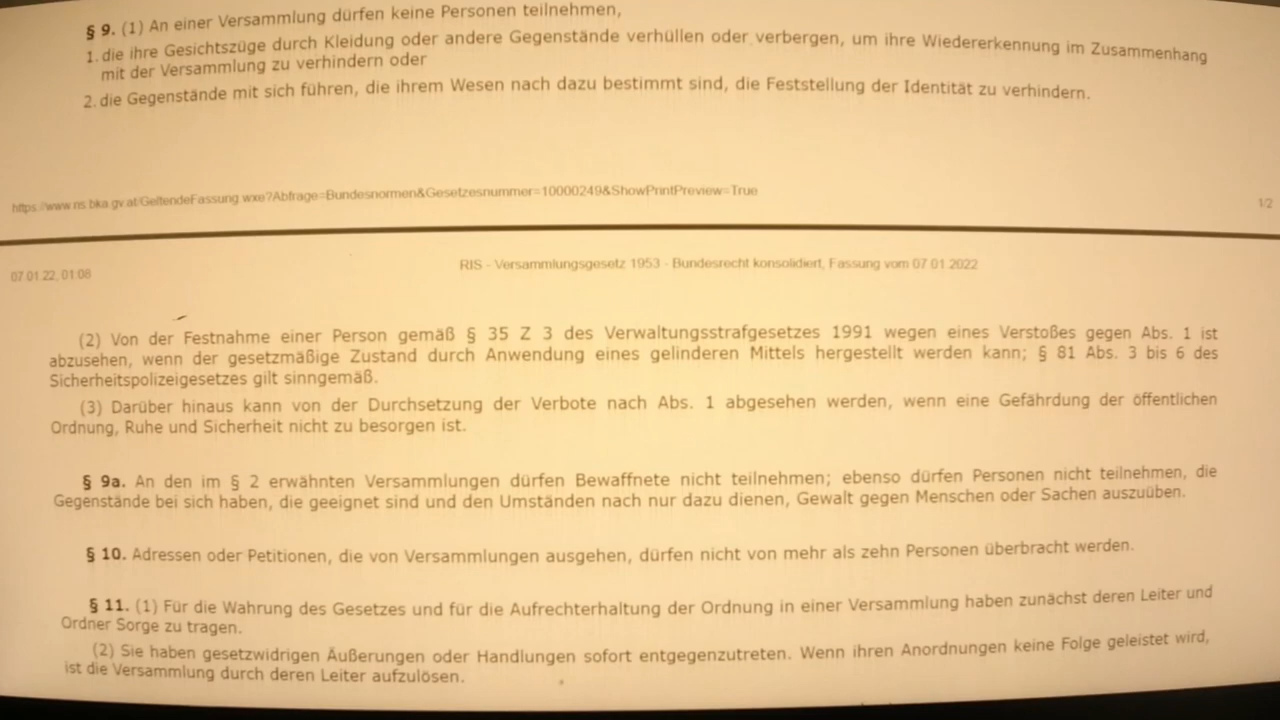 § 9. (1) An einer Versammlung dürfen keine Personen teilnehmen,
1. die ihre Gesichtszüge durch Kleidung oder andere Gegenstände verhüllen oder verbergen, um ihre Wiedererkennung im Zusammenhang
mit der Versammlung zu verhindern oder
2. die Gegenstände mit sich führen, die ihrem Wesen nach dazu bestimmt sind, die Feststellung der Identität zu verhindern.
https://www.ris.bka.gv.at/GeltendeFassung.wxe?Abfrage=Bundesnormen&Gesetzesnummer=10000249&ShowPrintPreview=True
1/2
07.01.22, 01:08
RIS - Versammlungsgesetz 1953 - Bundesrecht konsolidiert, Fassung vom 07.01.2022
(2) Von der Festnahme einer Person gemäß § 35 Z 3 des Verwaltungsstrafgesetzes 1991 wegen eines Verstoßes gegen Abs. 1 ist
abzusehen, wenn der gesetzmäßige Zustand durch Anwendung eines gelinderen Mittels hergestellt werden kann; § 81 Abs. 3 bis 6 des
Sicherheitspolizeigesetzes gilt sinngemäß.
(3) Darüber hinaus kann von der Durchsetzung der Verbote nach Abs. 1 abgesehen werden, wenn eine Gefährdung der öffentlichen
Ordnung, Ruhe und Sicherheit nicht zu besorgen ist.
§ 9a. An den im § 2 erwähnten Versammlungen dürfen Bewaffnete nicht teilnehmen; ebenso dürfen Personen nicht teilnehmen, die
Gegenstände bei sich haben, die geeignet sind und den Umständen nach nur dazu dienen, Gewalt gegen Menschen oder Sachen auszuüben.
§ 10. Adressen oder Petitionen, die von Versammlungen ausgehen, dürfen nicht von mehr als zehn Personen überbracht werden.
§ 11. (1) Für die Wahrung des Gesetzes und für die Aufrechterhaltung der Ordnung in einer Versammlung haben zunächst deren Leiter und
Ordner Sorge zu tragen.
(2) Sie haben gesetzwidrigen Äußerungen oder Handlungen sofort entgegenzutreten. Wenn ihren Anordnungen keine Folge geleistet wird,
ist die Versammlung durch deren Leiter aufzulösen.